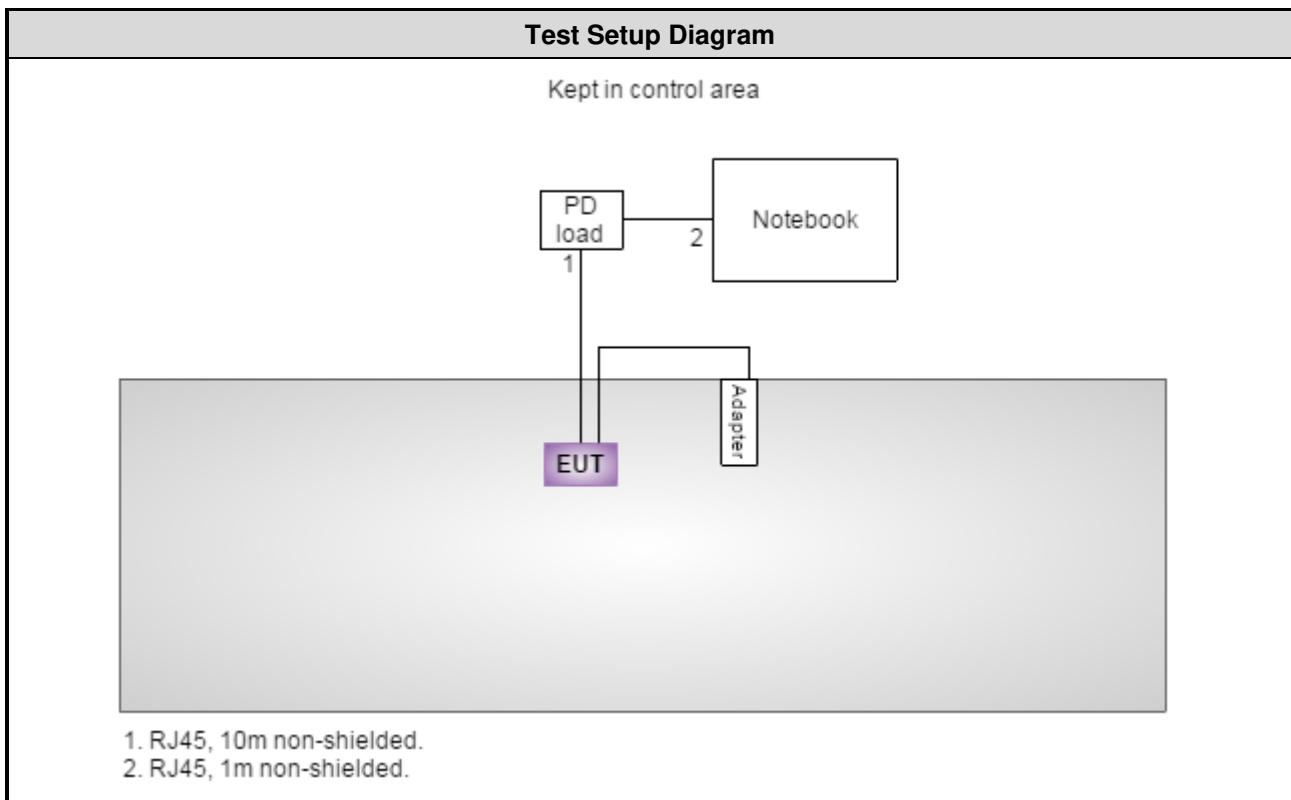 Test Setup Diagram
Kept in control area
PD
load
Notebook
2
1
Adapter
EUT
1. RJ45, 10m non-shielded.
2. RJ45, 1m non-shielded.